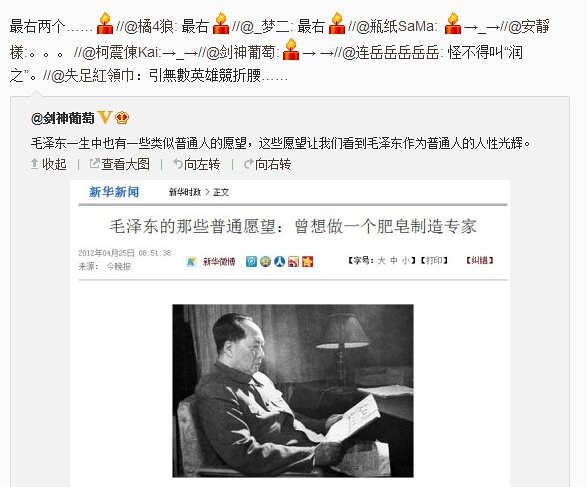 最右两个……//@橘4狼: 最右//@_梦二: 最右//@瓶纸SaMa: →_→//@安靜
樣:。。。 //@柯震倲Kai:→_→//@剑神葡萄: → →//@连岳岳岳岳岳: 怪不得叫“润
之”。//@失足紅領巾：引無數英雄競折腰……
@剑神葡萄 V
毛泽东一生中也有一些类似普通人的愿望，这些愿望让我们看到毛泽东作为普通人的人性光辉。
收起 | 查看大图 | 向左转 | 向右转
新华新闻 新华时政 > 正文
毛泽东的那些普通愿望：曾想做一个肥皂制造专家
2012年04月25日 08:51:38
来源： 今晚报
新华微博 【字号：大 中 小】【打印】 【纠错】